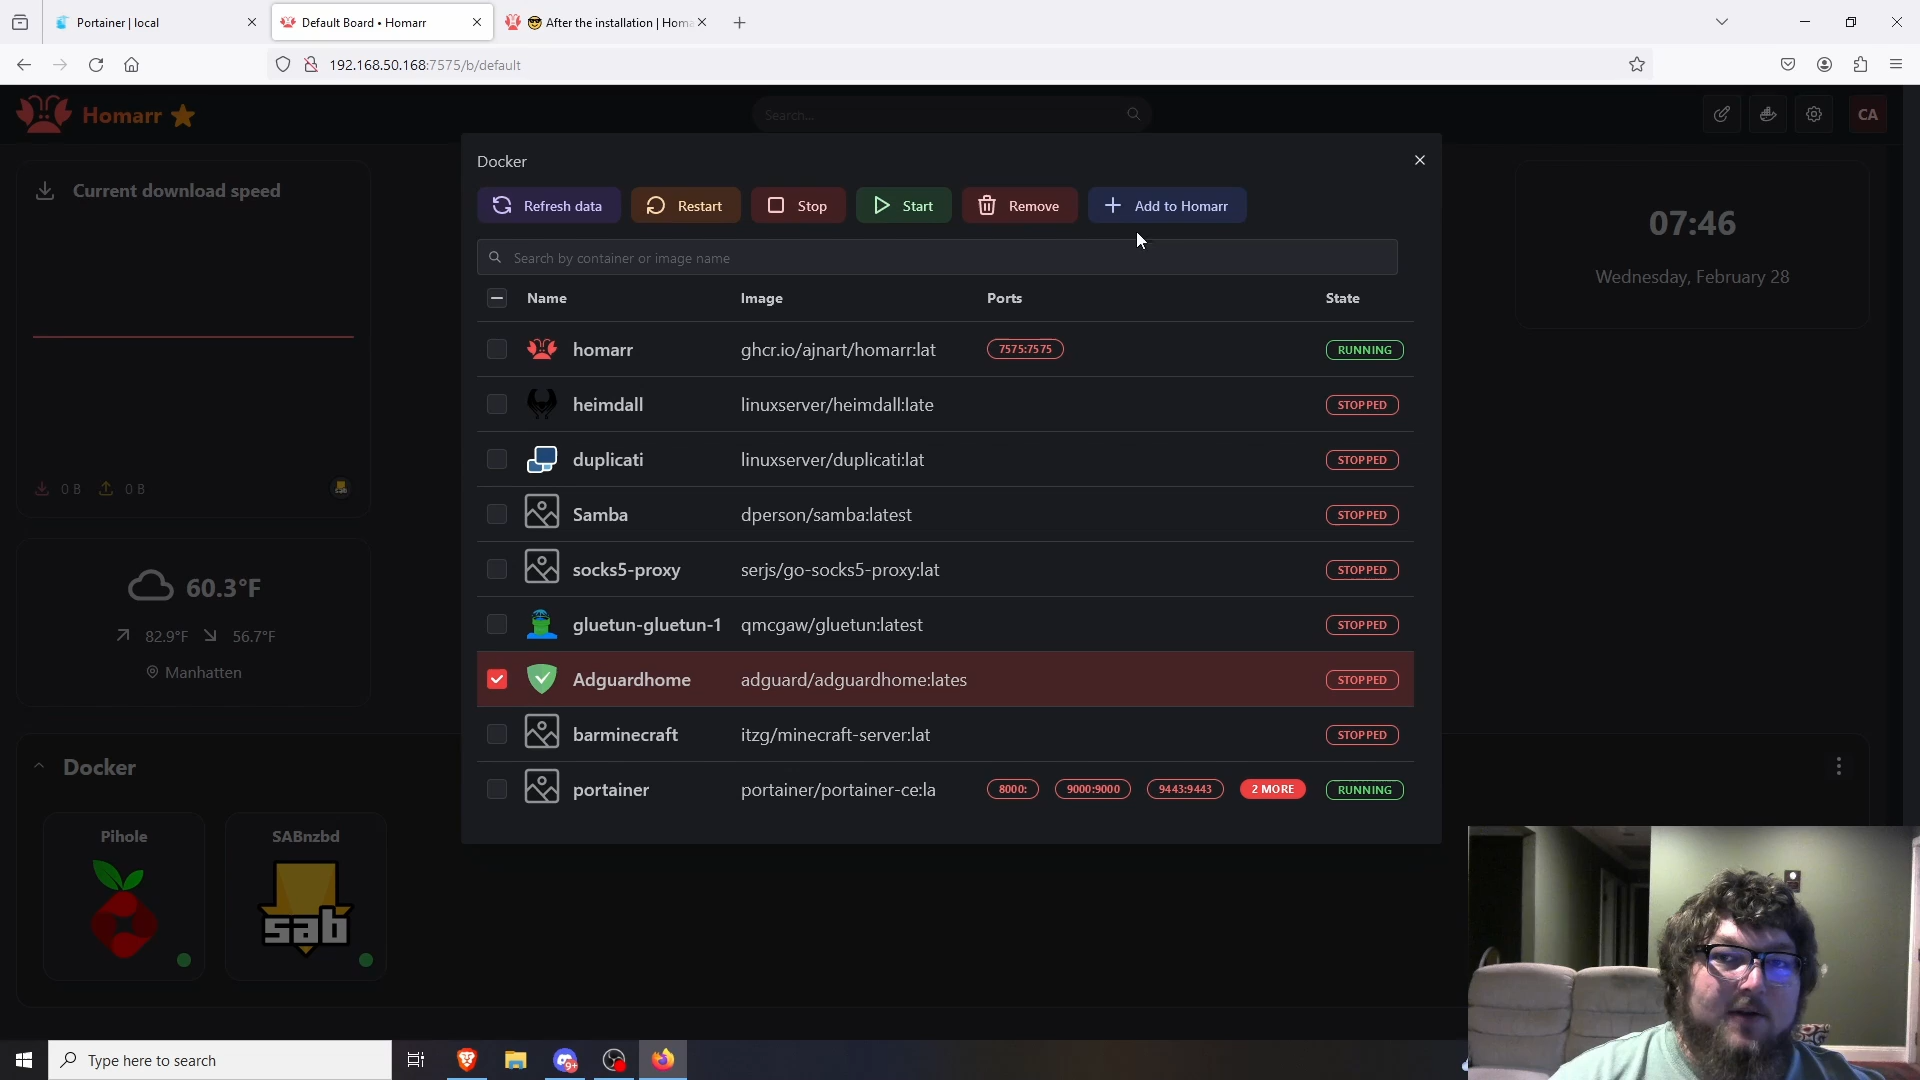 Portainer | local
Default Board • Homarr
😎 After the installation | Homa
192.168.50.168:7575/b/default
Homarr ⭐
Search...
CA
Current download speed
0 B
0 B
60.3°F
82.9°F
56.7°F
Manhatten
Docker
Pihole
SABnzbd
sab
07:46
Wednesday, February 28
Docker
Refresh data
Restart
Stop
Start
Remove
Add to Homarr
Search by container or image name
Name Image Ports State
homarr ghcr.io/ajnart/homarr:lat 7575:7575 RUNNING
heimdall linuxserver/heimdall:late STOPPED
duplicati linuxserver/duplicati:lat STOPPED
Samba dperson/samba:latest STOPPED
socks5-proxy serjs/go-socks5-proxy:lat STOPPED
gluetun-gluetun-1 qmcgaw/gluetun:latest STOPPED
Adguardhome adguard/adguardhome:lates STOPPED
barminecraft itzg/minecraft-server:lat STOPPED
portainer portainer/portainer-ce:la 8000: 9000:9000 9443:9443 2 MORE RUNNING
Type here to search
9+